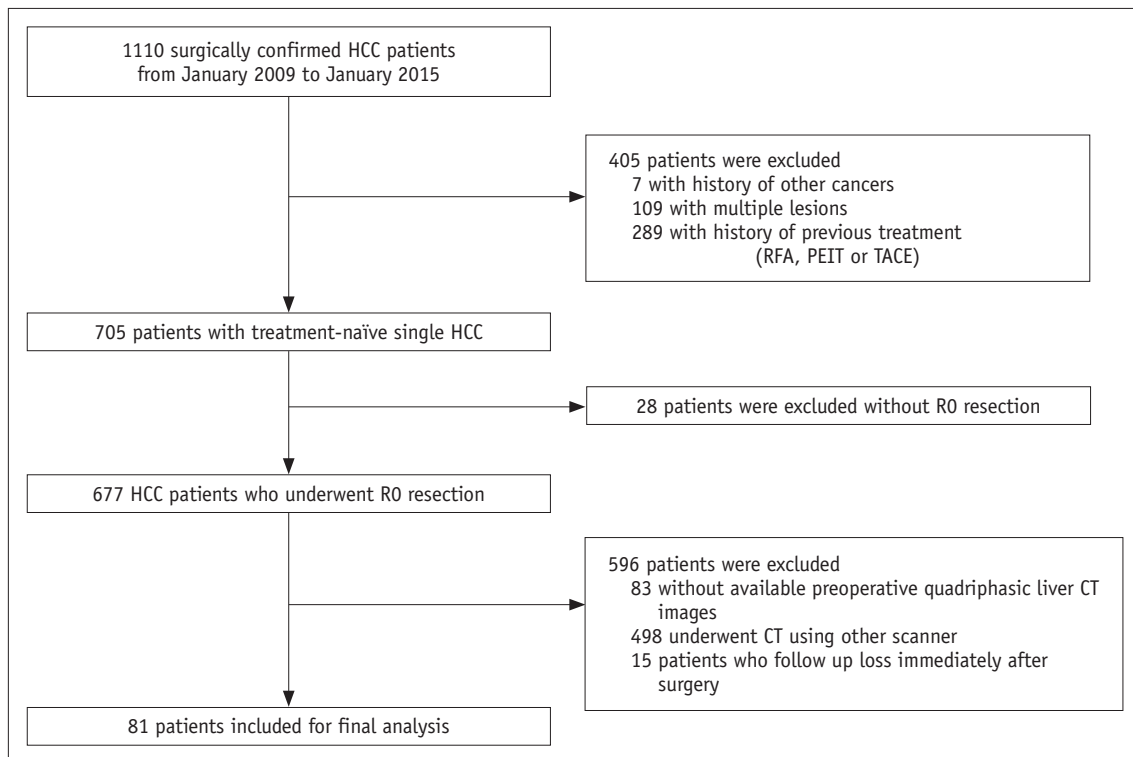 1110 surgically confirmed HCC patients
from January 2009 to January 2015
405 patients were excluded
7 with history of other cancers
109 with multiple lesions
289 with history of previous treatment
(RFA, PEIT or TACE)
705 patients with treatment-naïve single HCC
28 patients were excluded without R0 resection
677 HCC patients who underwent R0 resection
596 patients were excluded
83 without available preoperative quadriphasic liver CT
images
498 underwent CT using other scanner
15 patients who follow up loss immediately after
surgery
81 patients included for final analysis